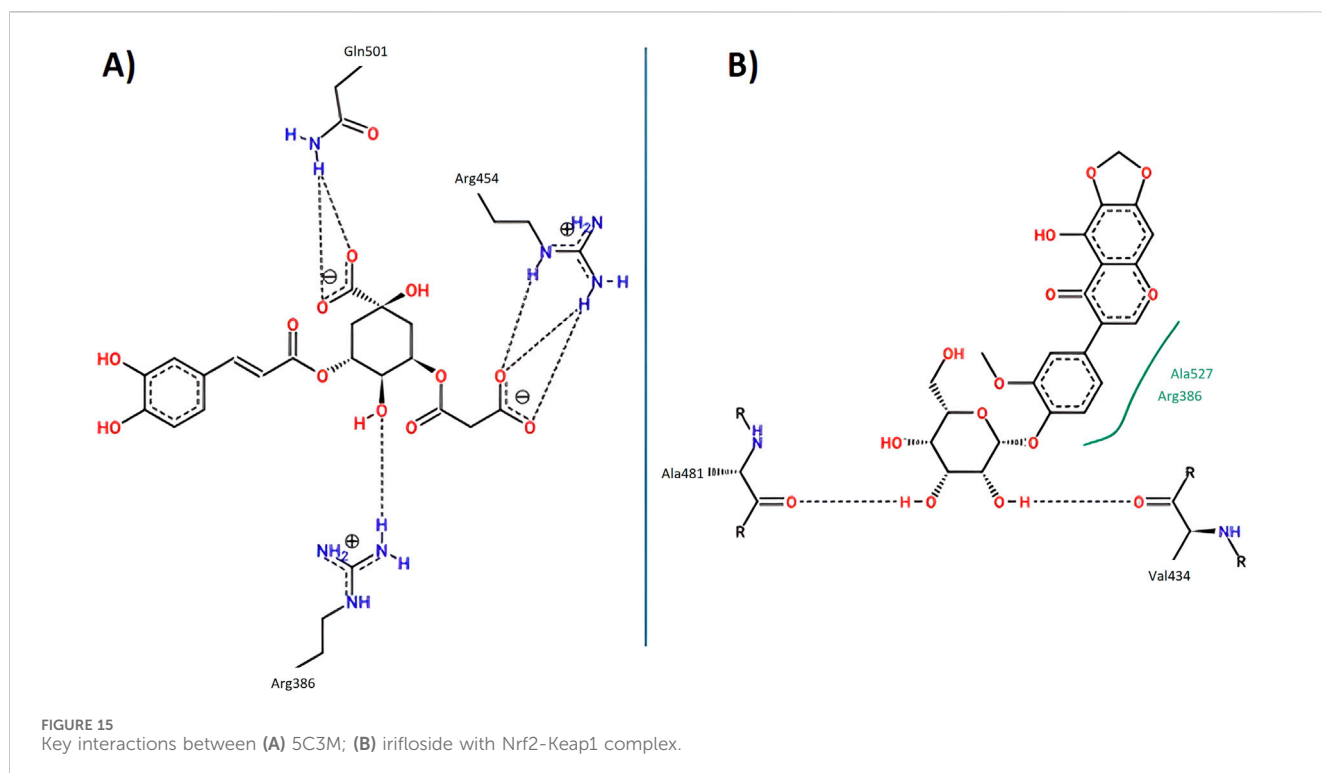 A)
B)
Gln501
H
N
H
O
Arg454
H2N
⊕
N
H
N-H
H
O
⊖
O
OH
O
HO
HO
O
O
O
⊖
O
O
H-O
H
NH2
⊕
N
H
NH
Arg386
O
O
HO
O
O
OH
O
Ala527
Arg386
R
H
N
O
HO
O
R
Ala481
O
H-O
O-H
O
NH
R
R
Val434
FIGURE 15
Key interactions between (A) 5C3M; (B) irifloside with Nrf2-Keap1 complex.